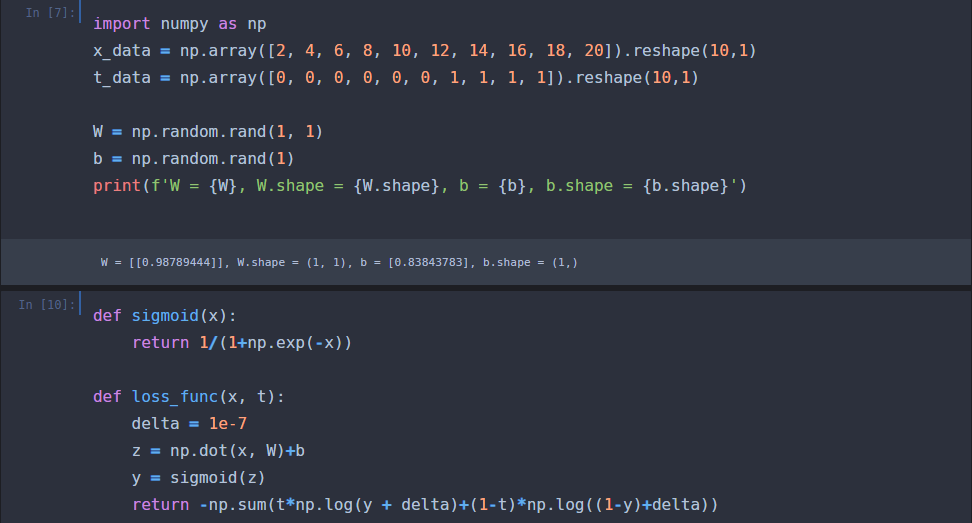 In [7]:
import numpy as np
x_data = np.array([2, 4, 6, 8, 10, 12, 14, 16, 18, 20]).reshape(10,1)
t_data = np.array([0, 0, 0, 0, 0, 0, 1, 1, 1, 1]).reshape(10,1)
W = np.random.rand(1, 1)
b = np.random.rand(1)
print(f'W = {W}, W.shape = {W.shape}, b = {b}, b.shape = {b.shape}')
W = [[0.98789444]], W.shape = (1, 1), b = [0.83843783], b.shape = (1,)
In [10]:
def sigmoid(x):
    return 1/(1+np.exp(-x))
def loss_func(x, t):
    delta = 1e-7
    z = np.dot(x, W)+b
    y = sigmoid(z)
    return -np.sum(t*np.log(y + delta)+(1-t)*np.log((1-y)+delta))